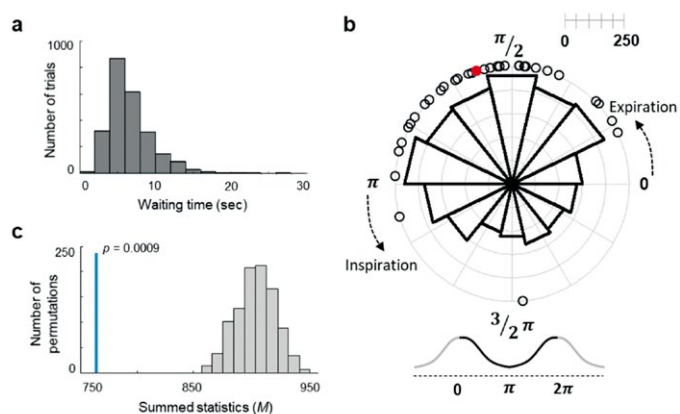 a
1000
Number of trials
0
0 10 20 30
Waiting time (sec)
b
0 250
π/2
Expiration
π
0
Inspiration
3/2 π
0 π 2π
c
p = 0.0009
250
Number of
permutations
0
750 850 950
Summed statistics (M)